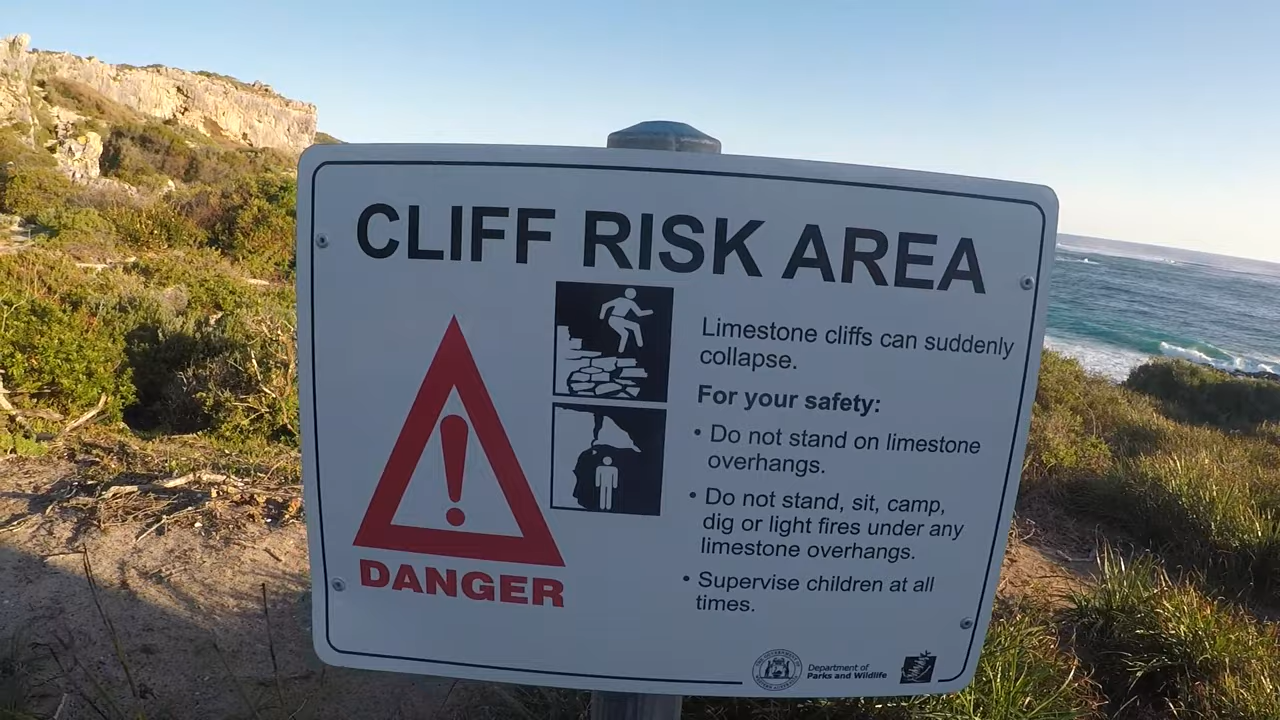 CLIFF RISK AREA
Limestone cliffs can suddenly
collapse.
For your safety:
• Do not stand on limestone
overhangs.
• Do not stand, sit, camp,
dig or light fires under any
limestone overhangs.
• Supervise children at all
times.
DANGER
Department of
Parks and Wildlife